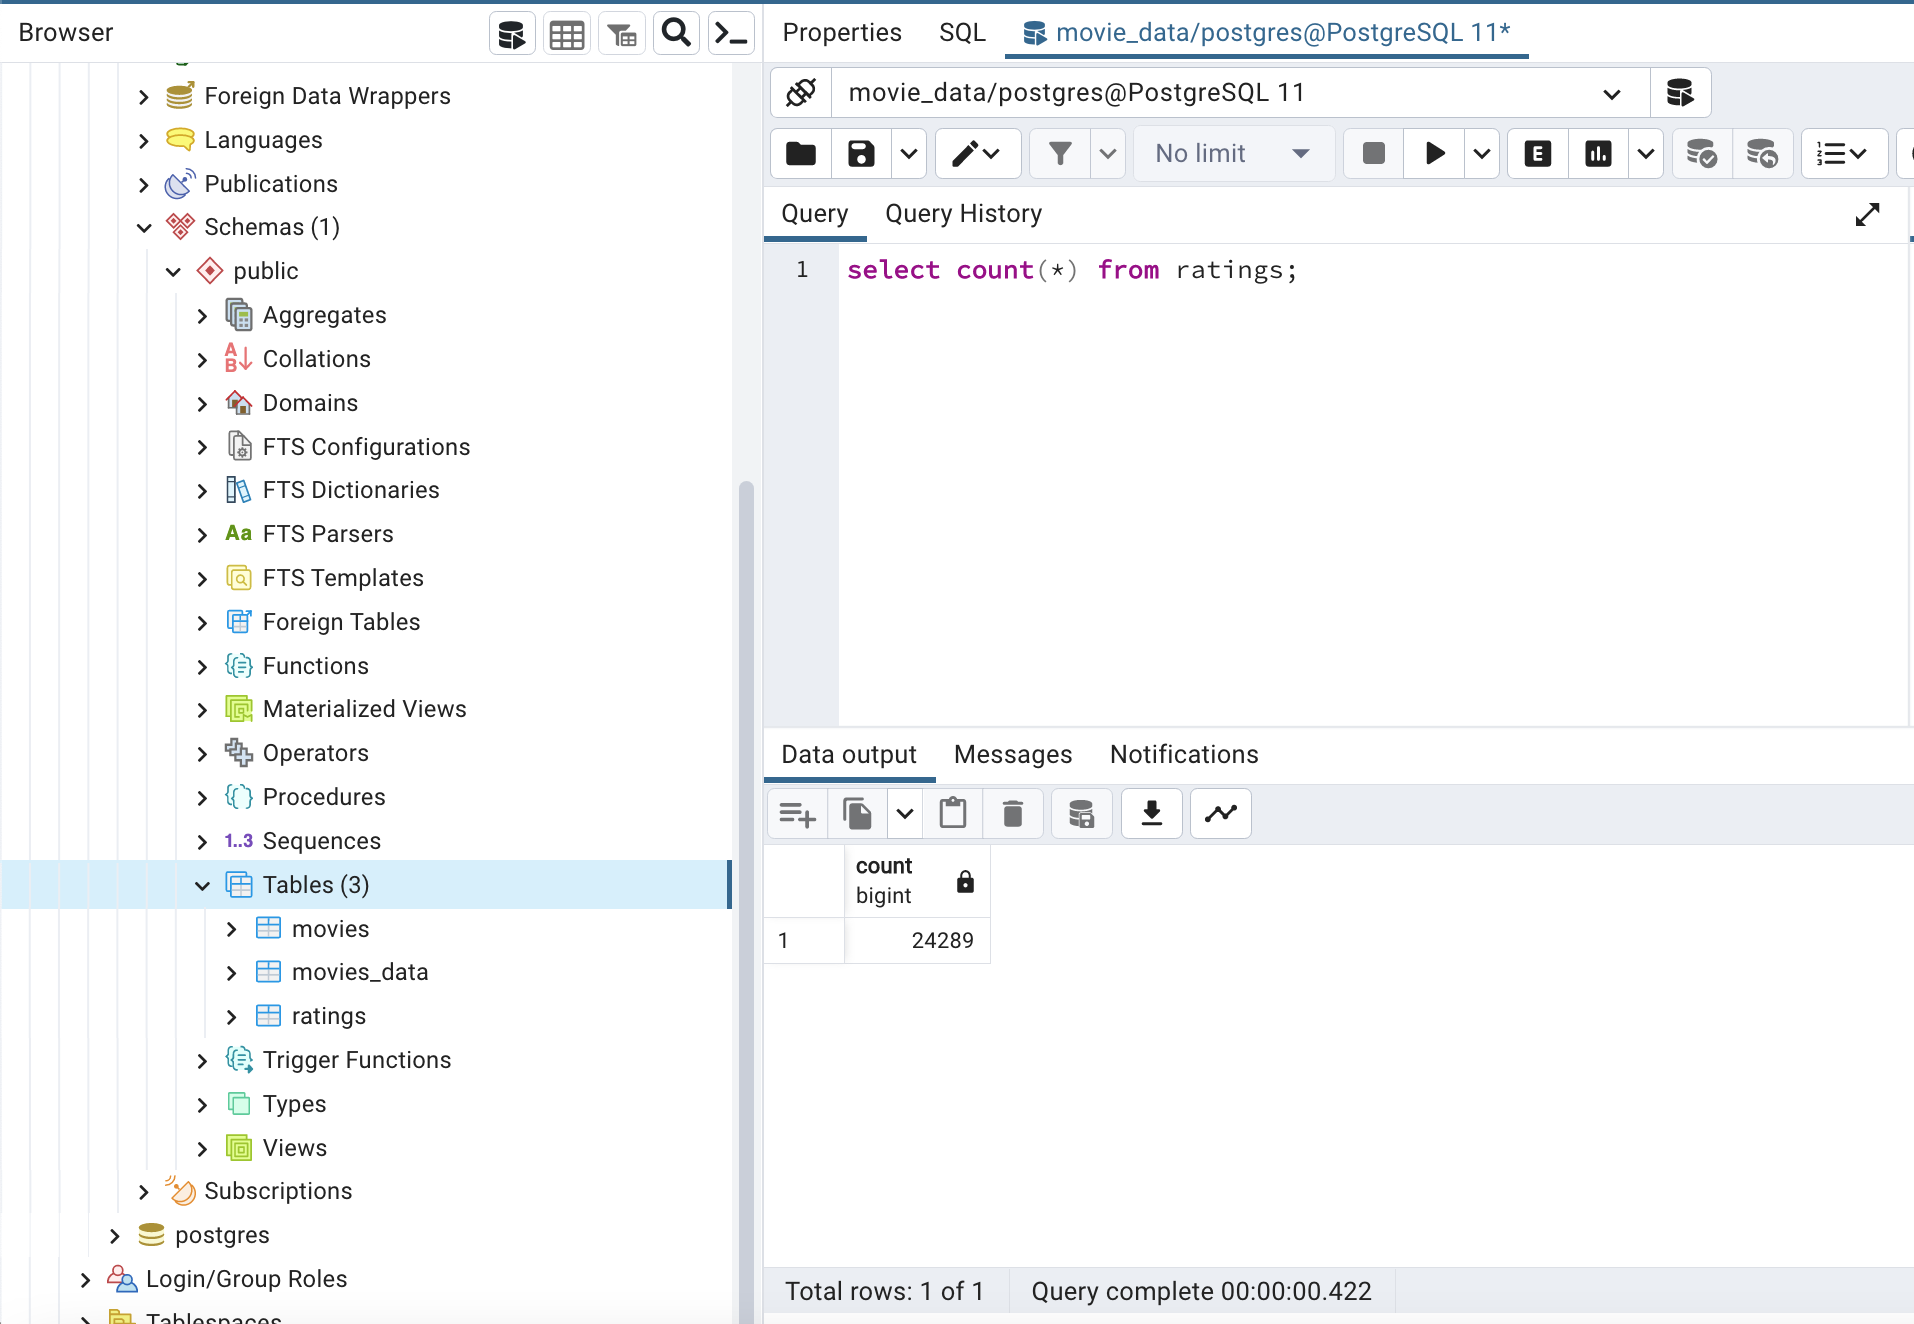 Browser
Foreign Data Wrappers
Languages
Publications
Schemas (1)
public
Aggregates
Collations
Domains
FTS Configurations
FTS Dictionaries
Aa FTS Parsers
FTS Templates
Foreign Tables
Functions
Materialized Views
Operators
Procedures
1..3 Sequences
Tables (3)
movies
movies_data
ratings
Trigger Functions
Types
Views
Subscriptions
postgres
Login/Group Roles
Tablespaces
Properties SQL movie_data/postgres@PostgreSQL 11*
movie_data/postgres@PostgreSQL 11
No limit E
Query Query History
1 select count(*) from ratings;
Data output Messages Notifications
count
bigint
1 24289
Total rows: 1 of 1 Query complete 00:00:00.422